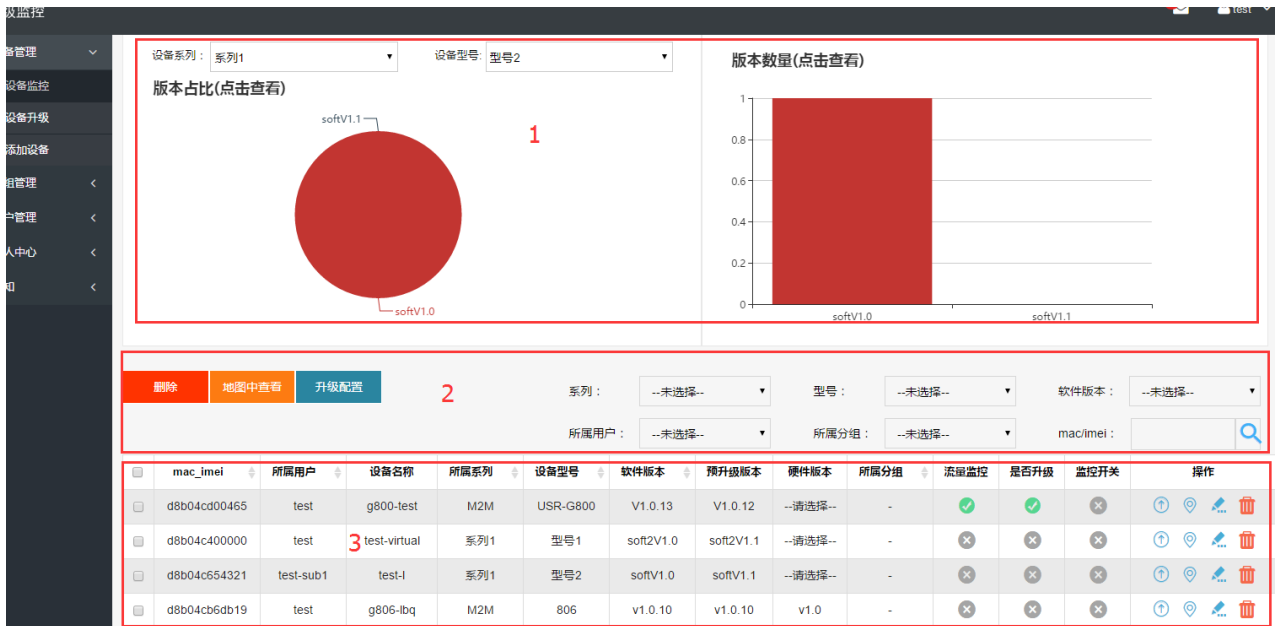 级监控
test
备管理
设备监控
设备升级
添加设备
组管理
户管理
人中心
知
设备系列： 系列1 设备型号: 型号2
版本占比(点击查看)
softV1.1
softV1.0
1
版本数量(点击查看)
1
0.8
0.6
0.4
0.2
0
softV1.0 softV1.1
删除 地图中查看 升级配置
2
系列： --未选择-- 型号： --未选择-- 软件版本： --未选择--
所属用户： --未选择-- 所属分组： --未选择-- mac/imei：
mac_imei 所属用户 设备名称 所属系列 设备型号 软件版本 预升级版本 硬件版本 所属分组 流量监控 是否升级 监控开关 操作
d8b04cd00465 test g800-test M2M USR-G800 V1.0.13 V1.0.12 --请选择-- -
d8b04c400000 test test-virtual 系列1 型号1 soft2V1.0 soft2V1.1 --请选择-- -
3
d8b04c654321 test-sub1 test-l 系列1 型号2 softV1.0 softV1.1 --请选择-- -
d8b04cb6db19 test g806-lbq M2M 806 v1.0.10 v1.0.10 v1.0 -